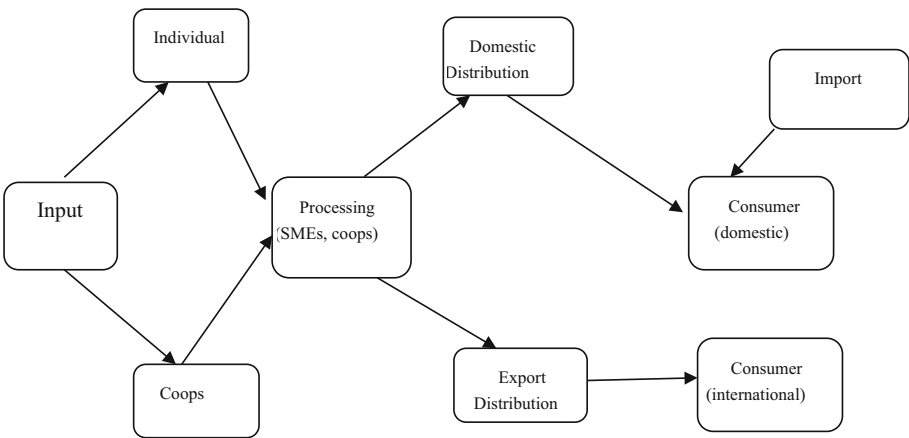 Individual
Domestic
Distribution
Import
Input
Processing
(SMEs, coops)
Consumer
(domestic)
Coops
Export
Distribution
Consumer
(international)